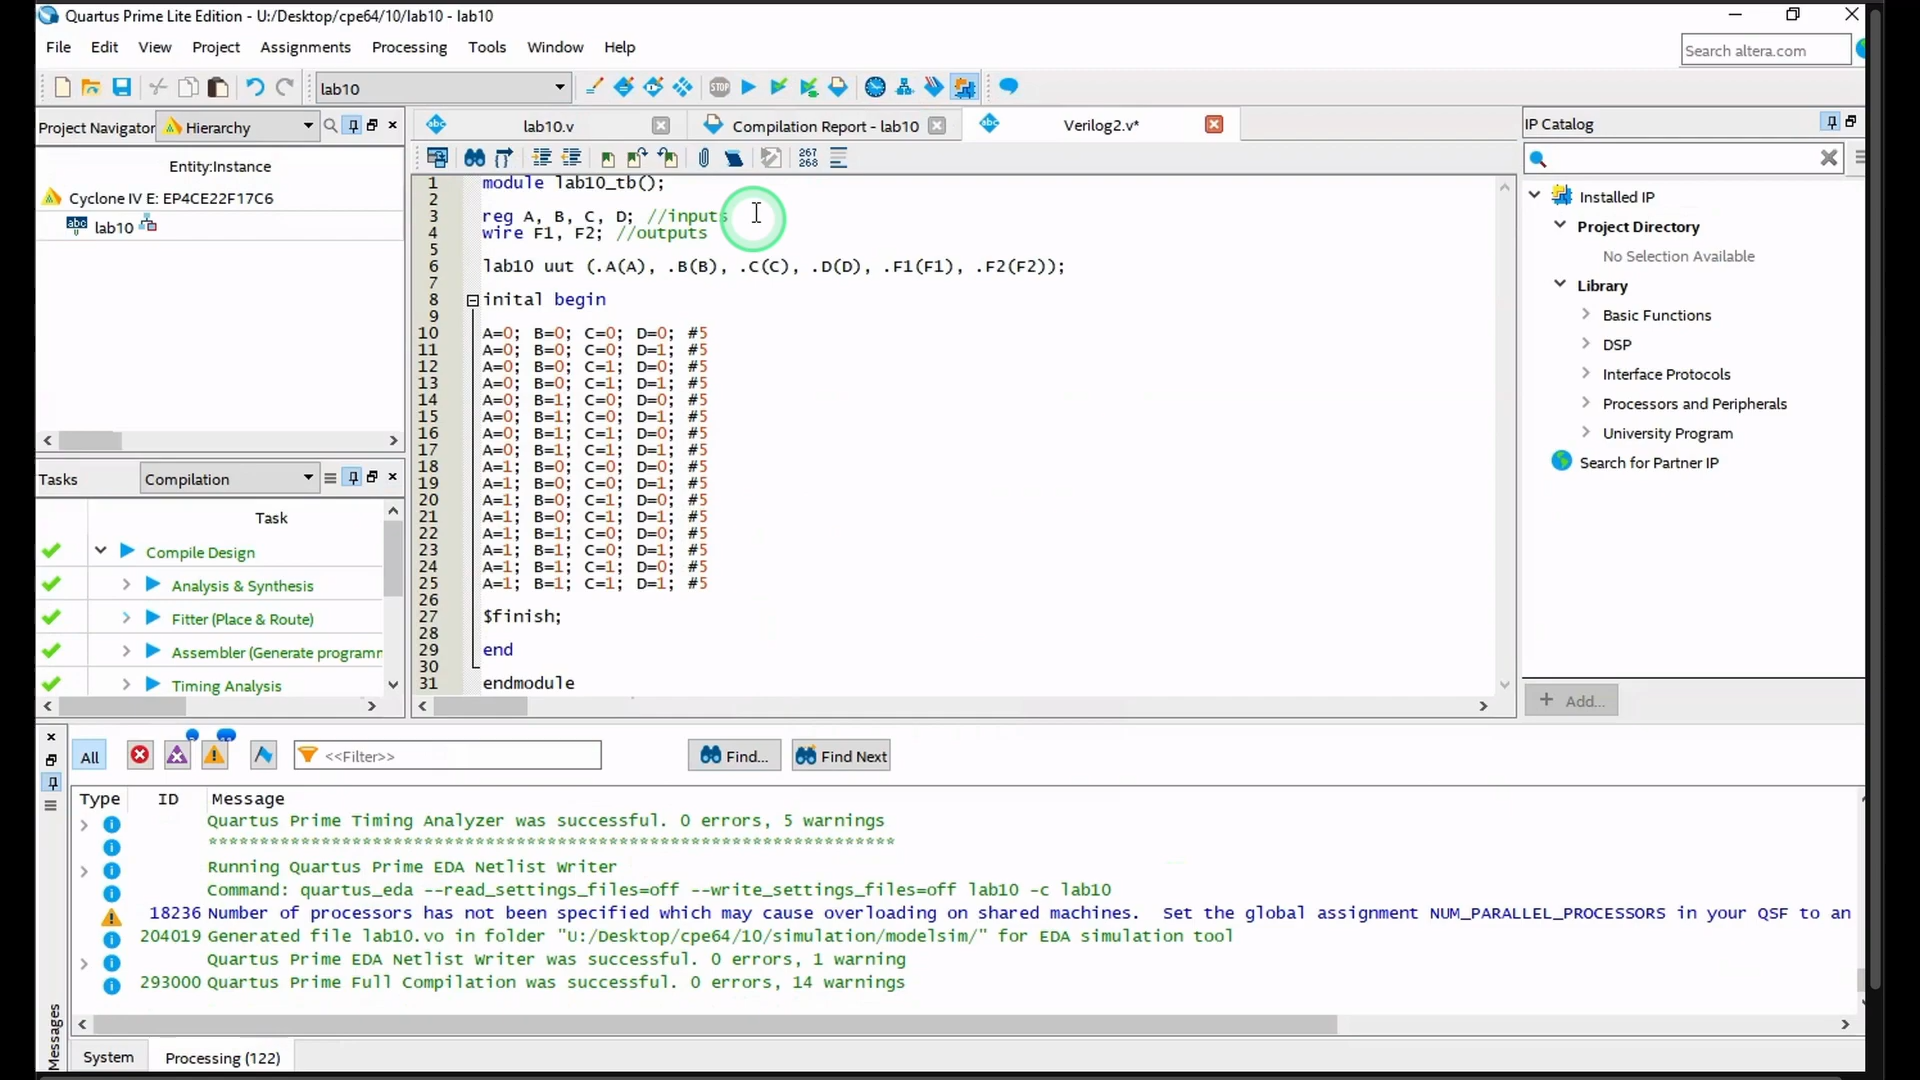 Quartus Prime Lite Edition - U:/Desktop/cpe64/10/lab10 - lab10
File Edit View Project Assignments Processing Tools Window Help
Search altera.com
lab10
Project Navigator Hierarchy
Entity:Instance
Cyclone IV E: EP4CE22F17C6
lab10
Tasks Compilation
Task
Compile Design
Analysis & Synthesis
Fitter (Place & Route)
Assembler (Generate programm
Timing Analysis
lab10.v
Compilation Report - lab10
Verilog2.v*
267
268
1 module lab10_tb();
2
3 reg A, B, C, D; //inputs
4 wire F1, F2; //outputs
5
6 lab10 uut (.A(A), .B(B), .C(C), .D(D), .F1(F1), .F2(F2));
7
8 inital begin
9
10 A=0; B=0; C=0; D=0; #5
11 A=0; B=0; C=0; D=1; #5
12 A=0; B=0; C=1; D=0; #5
13 A=0; B=0; C=1; D=1; #5
14 A=0; B=1; C=0; D=0; #5
15 A=0; B=1; C=0; D=1; #5
16 A=0; B=1; C=1; D=0; #5
17 A=0; B=1; C=1; D=1; #5
18 A=1; B=0; C=0; D=0; #5
19 A=1; B=0; C=0; D=1; #5
20 A=1; B=0; C=1; D=0; #5
21 A=1; B=0; C=1; D=1; #5
22 A=1; B=1; C=0; D=0; #5
23 A=1; B=1; C=0; D=1; #5
24 A=1; B=1; C=1; D=0; #5
25 A=1; B=1; C=1; D=1; #5
26
27 $finish;
28
29 end
30
31 endmodule
IP Catalog
Installed IP
Project Directory
No Selection Available
Library
Basic Functions
DSP
Interface Protocols
Processors and Peripherals
University Program
Search for Partner IP
+ Add...
All <<Filter>> Find... Find Next
Type ID Message
Quartus Prime Timing Analyzer was successful. 0 errors, 5 warnings
*******************************************************************
Running Quartus Prime EDA Netlist Writer
Command: quartus_eda --read_settings_files=off --write_settings_files=off lab10 -c lab10
18236 Number of processors has not been specified which may cause overloading on shared machines. Set the global assignment NUM_PARALLEL_PROCESSORS in your QSF to an
204019 Generated file lab10.vo in folder "U:/Desktop/cpe64/10/simulation/modelsim/" for EDA simulation tool
Quartus Prime EDA Netlist Writer was successful. 0 errors, 1 warning
293000 Quartus Prime Full Compilation was successful. 0 errors, 14 warnings
Messages
System Processing (122)